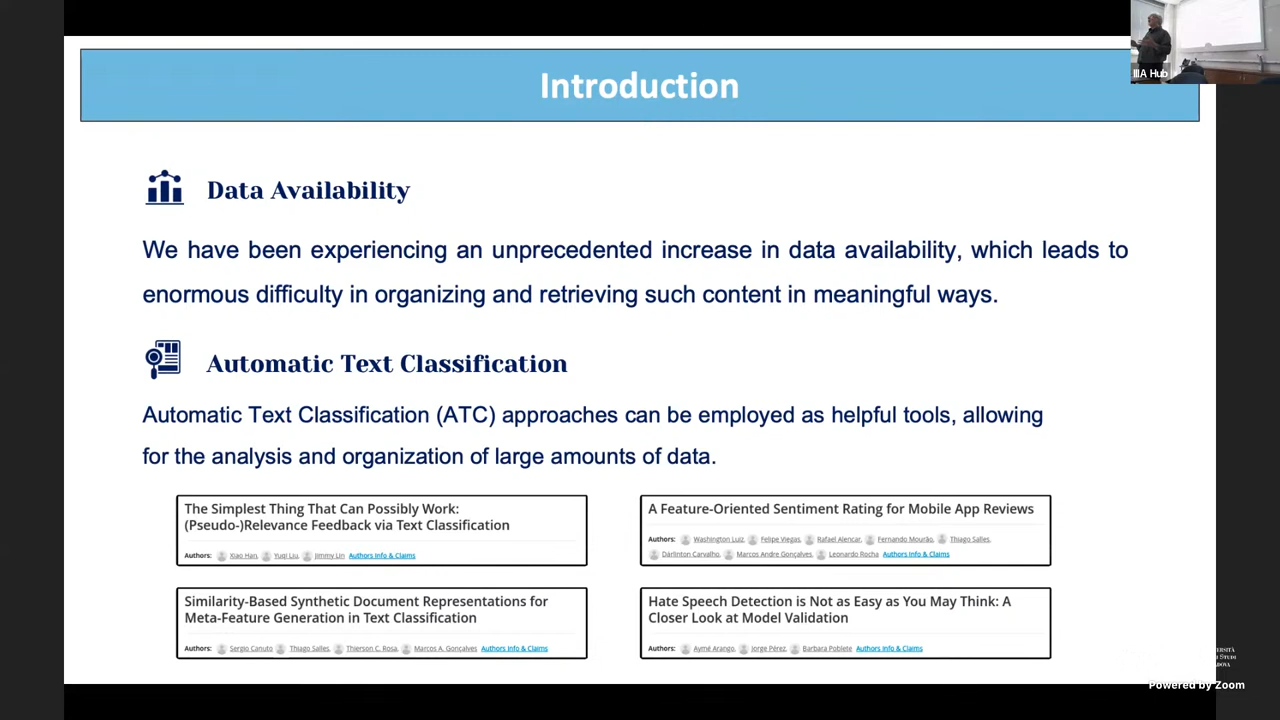 Introduction
IIIA Hub
Data Availability
We have been experiencing an unprecedented increase in data availability, which leads to
enormous difficulty in organizing and retrieving such content in meaningful ways.
Automatic Text Classification
Automatic Text Classification (ATC) approaches can be employed as helpful tools, allowing
for the analysis and organization of large amounts of data.
The Simplest Thing That Can Possibly Work:
(Pseudo-)Relevance Feedback via Text Classification
Authors: Xiao Han, Yuqi Liu, Jimmy Lin Authors Info & Claims
A Feature-Oriented Sentiment Rating for Mobile App Reviews
Authors: Washington Luiz, Felipe Viegas, Rafael Alencar, Fernando Mourão, Thiago Salles,
Dárlinton Carvalho, Marcos Andre Gonçalves, Leonardo Rocha Authors Info & Claims
Similarity-Based Synthetic Document Representations for
Meta-Feature Generation in Text Classification
Authors: Sergio Canuto Thiago Salles, Thierson C. Rosa, Marcos A. Gonçalves Authors Info & Claims
Hate Speech Detection is Not as Easy as You May Think: A
Closer Look at Model Validation
Authors: Aymé Arango, Jorge Pérez, Barbara Poblete Authors Info & Claims
Powered by Zoom